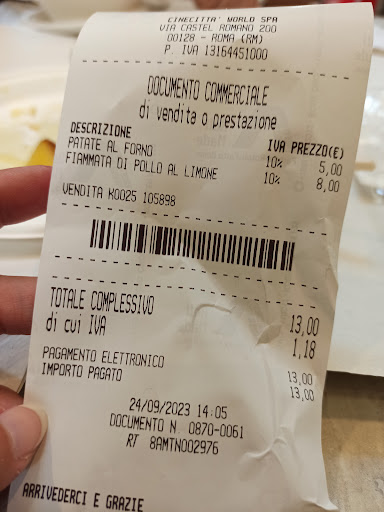 CINECITTA' WORLD SPA
VIA CASTEL ROMANO 200
00128 - ROMA (RM)
P. IVA 13164451000
DOCUMENTO COMMERCIALE
di vendita o prestazione
DESCRIZIONE IVA PREZZO(€)
PATATE AL FORNO 10% 5,00
FIAMMATA DI POLLO AL LIMONE 10% 8,00
VENDITA K0025 105898
TOTALE COMPLESSIVO 13,00
di cui IVA 1,18
PAGAMENTO ELETTRONICO 13,00
IMPORTO PAGATO 13,00
24/09/2023 14:05
DOCUMENTO N. 0870-0061
RT 8AMTN002976
ARRIVEDERCI E GRAZIE